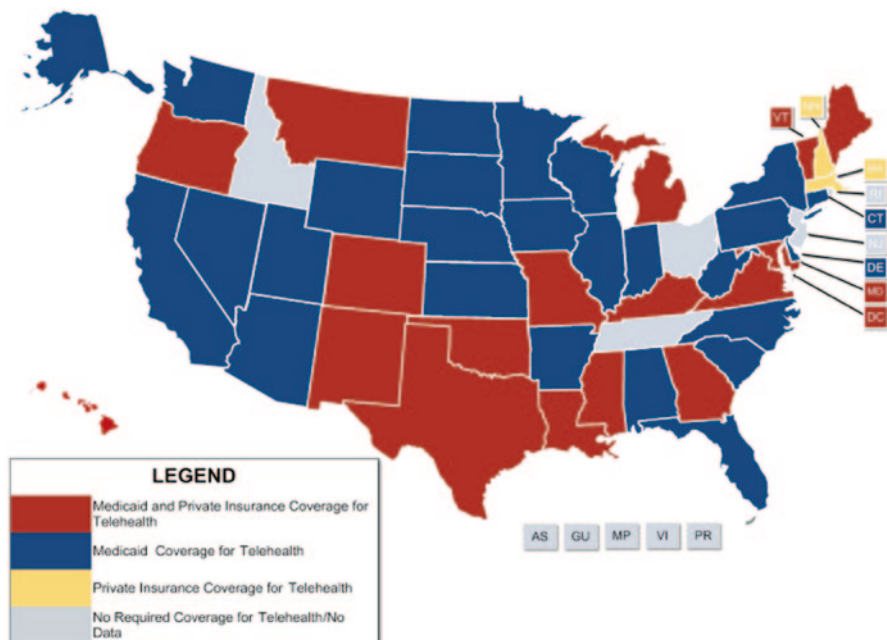 NH
VT
RI
CT
NJ
DE
MD
DC
LEGEND
Medicaid and Private Insurance Coverage for
Telehealth
Medicaid Coverage for Telehealth
Private Insurance Coverage for Telehealth
No Required Coverage for Telehealth/No
Data
AS GU MP VI PR